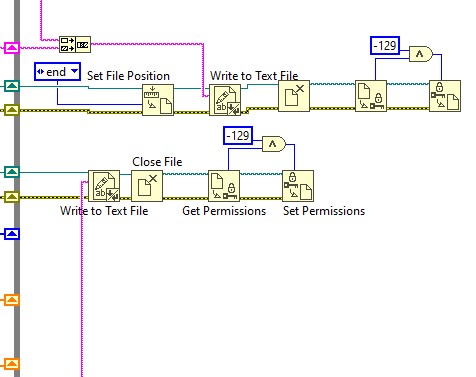 -129
end
Set File Position
Write to Text File
Close File
-129
Write to Text File
Get Permissions
Set Permissions